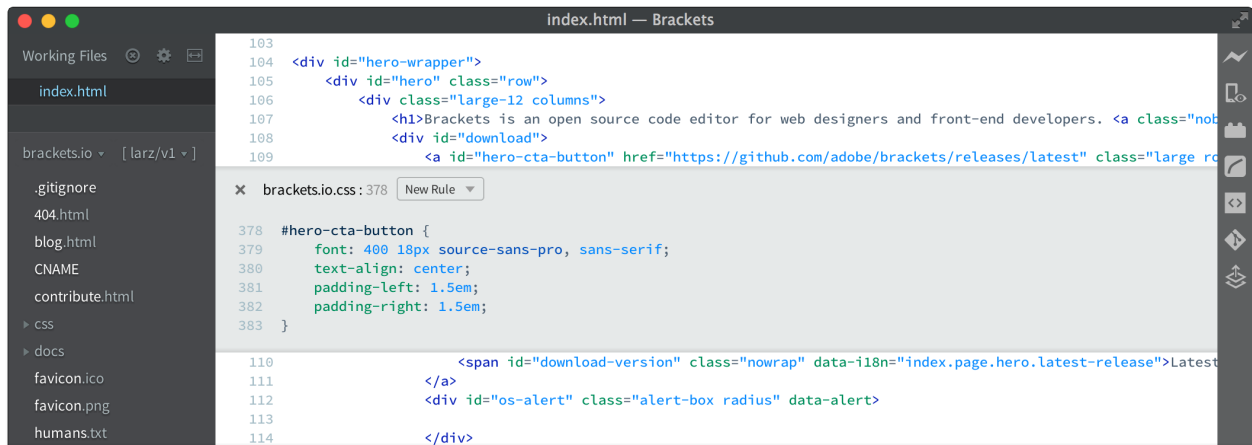 index.html — Brackets
Working Files
index.html
brackets.io [ larz/v1 ]
.gitignore
404.html
blog.html
CNAME
contribute.html
css
docs
favicon.ico
favicon.png
humans.txt
103
104 <div id="hero-wrapper">
105 <div id="hero" class="row">
106 <div class="large-12 columns">
107 <h1>Brackets is an open source code editor for web designers and front-end developers. <a class="nob
108 <div id="download">
109 <a id="hero-cta-button" href="https://github.com/adobe/brackets/releases/latest" class="large ro
× brackets.io.css : 378 New Rule
378 #hero-cta-button {
379 font: 400 18px source-sans-pro, sans-serif;
380 text-align: center;
381 padding-left: 1.5em;
382 padding-right: 1.5em;
383 }
110 <span id="download-version" class="nowrap" data-i18n="index.page.hero.latest-release">Latest
111 </a>
112 <div id="os-alert" class="alert-box radius" data-alert>
113
114 </div>